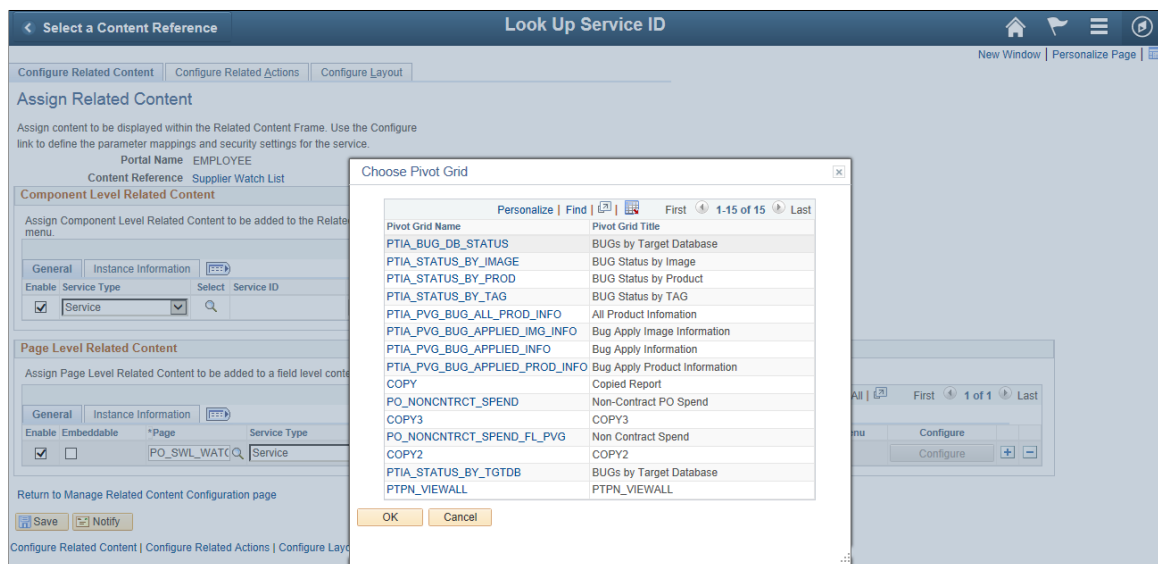 Select a Content Reference
Look Up Service ID
New Window | Personalize Page |
Configure Related Content
Configure Related Actions
Configure Layout
Assign Related Content
Assign content to be displayed within the Related Content Frame. Use the Configure
link to define the parameter mappings and security settings for the service.
Portal Name EMPLOYEE
Content Reference Supplier Watch List
Component Level Related Content
Assign Component Level Related Content to be added to the Relate
menu.
General Instance Information
Enable Service Type Select Service ID
Service
Page Level Related Content
Assign Page Level Related Content to be added to a field level conte
All | First 1 of 1 Last
General Instance Information
Enable Embeddable *Page Service Type nu Configure
PO_SWL_WATC Service Configure
Return to Manage Related Content Configuration page
Save Notify
Configure Related Content | Configure Related Actions | Configure Layo
Choose Pivot Grid
Personalize | Find | | First 1-15 of 15 Last
Pivot Grid Name Pivot Grid Title
PTIA_BUG_DB_STATUS BUGs by Target Database
PTIA_STATUS_BY_IMAGE BUG Status by Image
PTIA_STATUS_BY_PROD BUG Status by Product
PTIA_STATUS_BY_TAG BUG Status by TAG
PTIA_PVG_BUG_ALL_PROD_INFO All Product Infomation
PTIA_PVG_BUG_APPLIED_IMG_INFO Bug Apply Image Information
PTIA_PVG_BUG_APPLIED_INFO Bug Apply Information
PTIA_PVG_BUG_APPLIED_PROD_INFO Bug Apply Product Information
COPY Copied Report
PO_NONCNTRCT_SPEND Non-Contract PO Spend
COPY3 COPY3
PO_NONCNTRCT_SPEND_FL_PVG Non Contract Spend
COPY2 COPY2
PTIA_STATUS_BY_TGTDB BUGs by Target Database
PTPN_VIEWALL PTPN_VIEWALL
OK Cancel